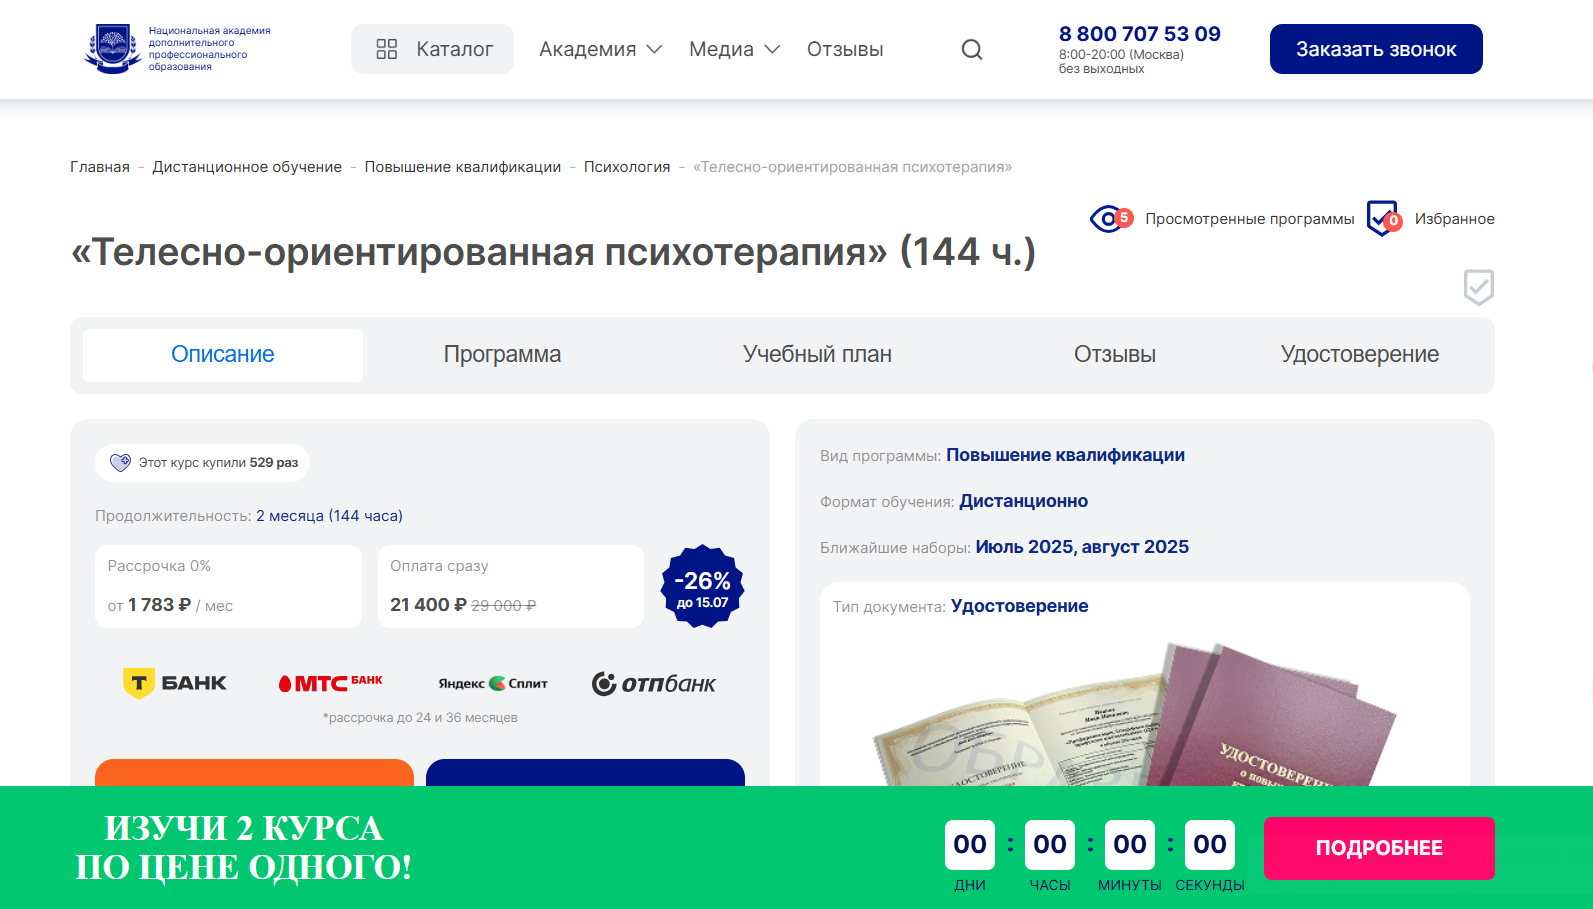 Национальная академия
дополнительного
профессионального
образования
Каталог
Академия
Медиа
Отзывы
8 800 707 53 09
8:00-20:00 (Москва)
без выходных
Заказать звонок
Главная - Дистанционное обучение - Повышение квалификации - Психология - «Телесно-ориентированная психотерапия»
5 Просмотренные программы
0 Избранное
«Телесно-ориентированная психотерапия» (144 ч.)
Описание
Программа
Учебный план
Отзывы
Удостоверение
Этот курс купили 529 раз
Продолжительность: 2 месяца (144 часа)
Рассрочка 0%
от 1 783 ₽ / мес
Оплата сразу
21 400 ₽ 29 000 ₽
-26%
до 15.07
Т БАНК
МТС БАНК
Яндекс Сплит
отпбанк
*рассрочка до 24 и 36 месяцев
Вид программы: Повышение квалификации
Формат обучения: Дистанционно
Ближайшие наборы: Июль 2025, август 2025
Тип документа: Удостоверение
ИЗУЧИ 2 КУРСА
ПО ЦЕНЕ ОДНОГО!
00 : 00 : 00 : 00
ДНИ ЧАСЫ МИНУТЫ СЕКУНДЫ
ПОДРОБНЕЕ